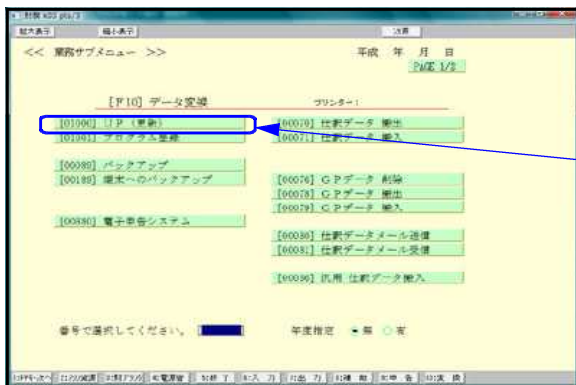 拡大表示 縮小表示 次頁
<< 業務サブメニュー >> 平成 年 月 日
PAGE 1/2
[F10] データ変換 プリンター:
[01000] UP (更新) [00070] 仕訳データ 搬出
[01001] プログラム登録 [00071] 仕訳データ 搬入
[00089] バックアップ
[00189] 端末へのバックアップ [00076] GPデータ 削除
[00078] GPデータ 搬出
[00079] GPデータ 搬入
[00880] 電子申告システム
[00080] 仕訳データメール送信
[00081] 仕訳データメール受信
[00096] 汎用 仕訳データ搬入
番号で選択してください。 年度指定 無 有